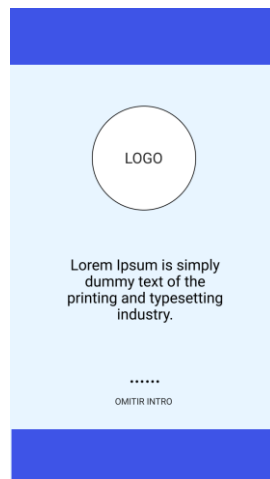 LOGO
Lorem Ipsum is simply
dummy text of the
printing and typesetting
industry.
OMITIR INTRO